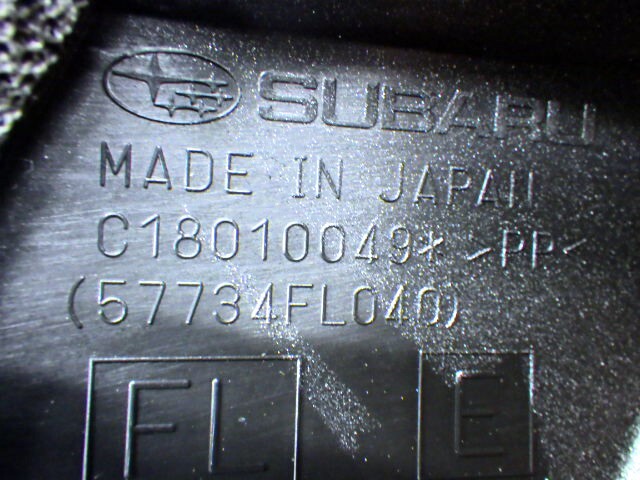 SUBARU
MADE IN JAPAN
C18010049* >PP<
(57734FL040)
FL E